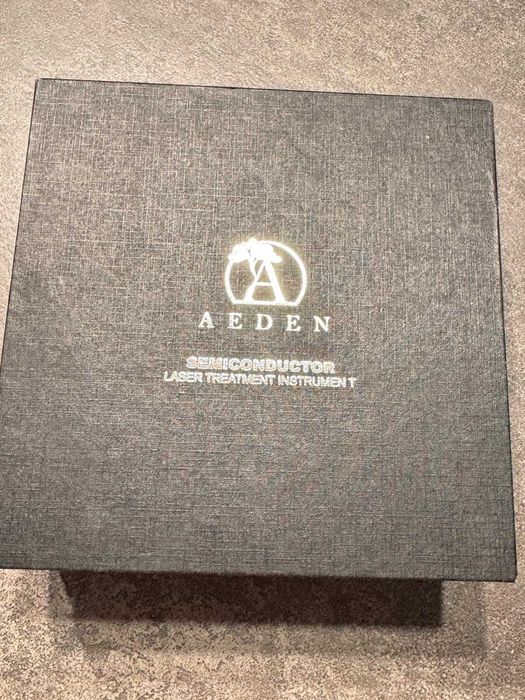 A
AEDEN
SEMICONDUCTOR
LASER TREATMENT INSTRUMENT